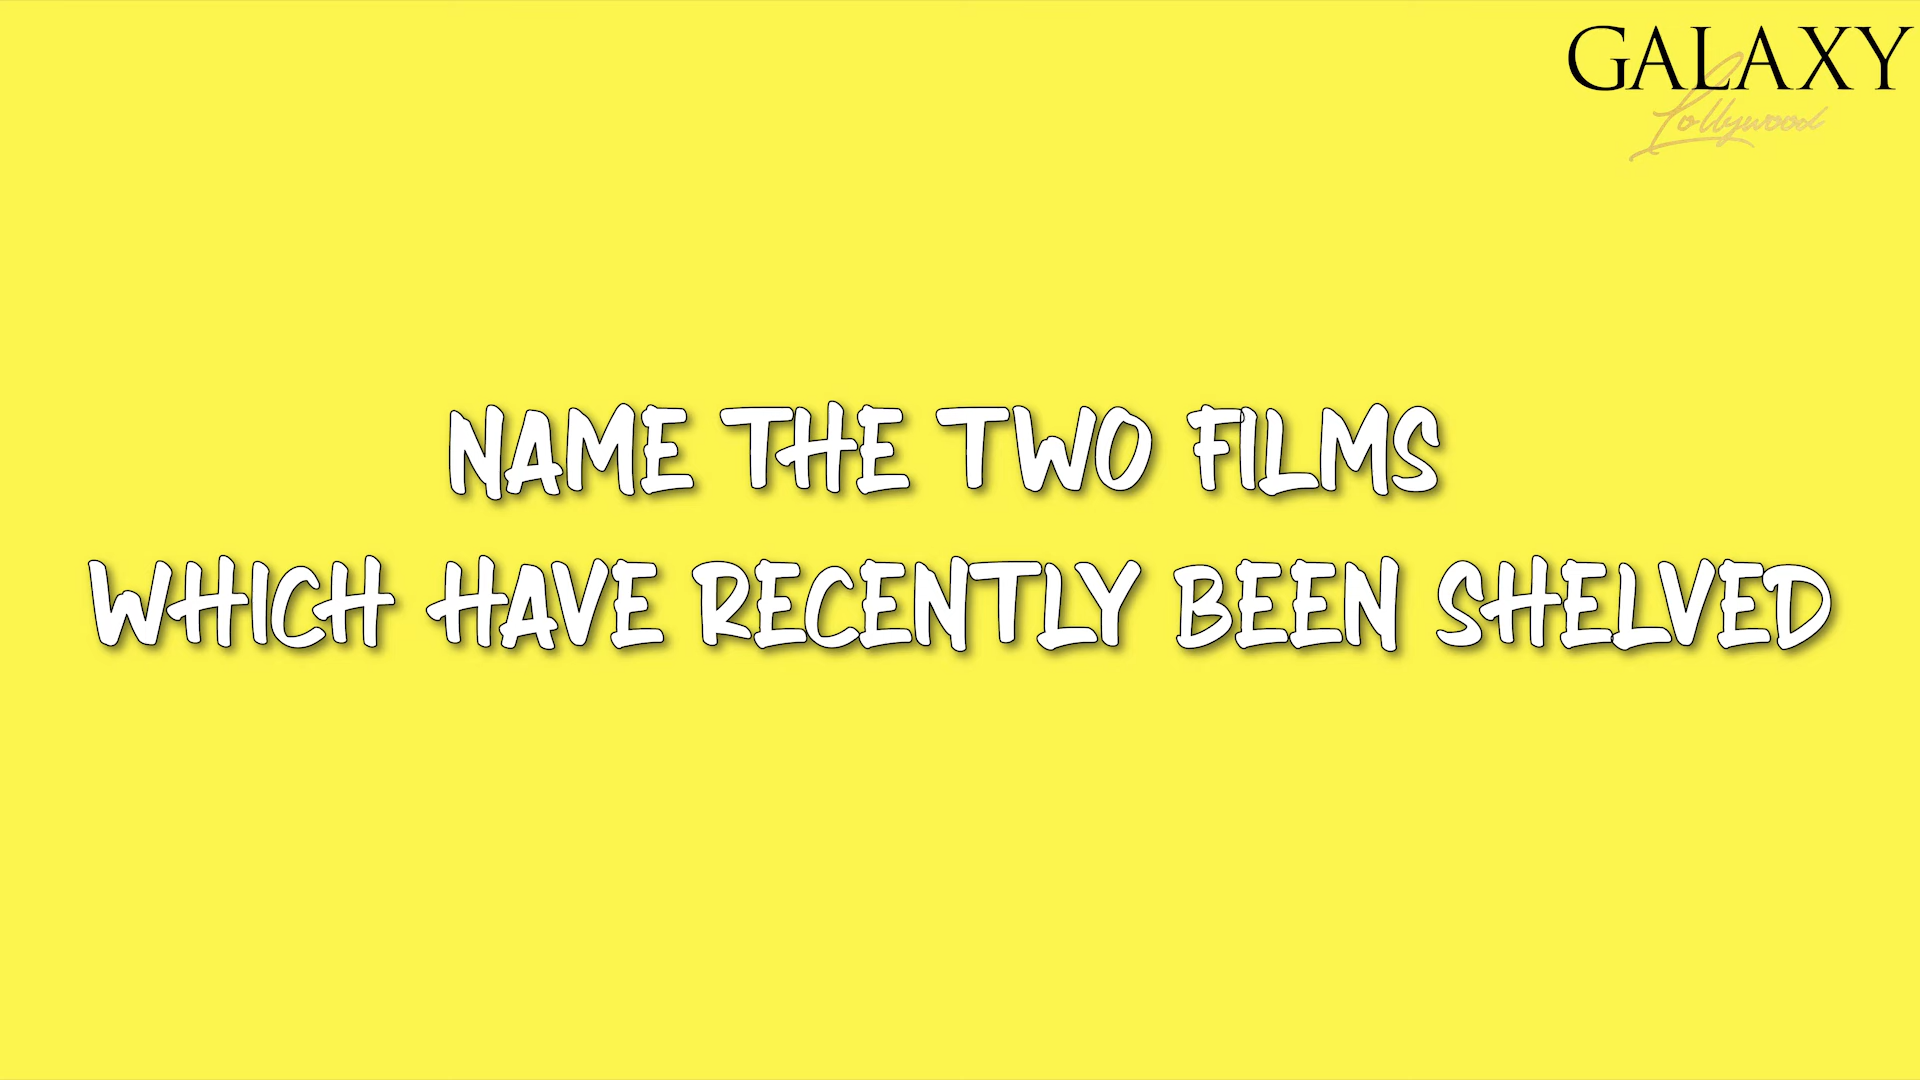 GALAXY
Lollywood
NAME THE TWO FILMS
WHICH HAVE RECENTLY BEEN SHELVED